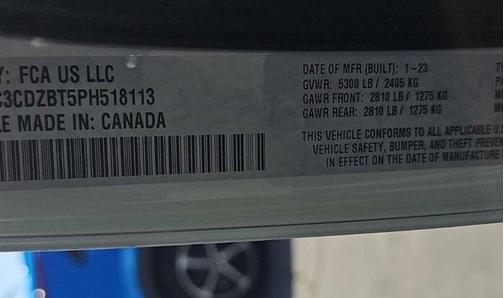 Y: FCA US LLC
C3CDZBT5PH518113
LE MADE IN: CANADA
DATE OF MFR (BUILT): 1-23
GVWR: 5300 LB / 2405 KG
GAWR FRONT: 2810 LB / 1275 KG
GAWR REAR: 2810 LB / 1275 KG
THIS VEHICLE CONFORMS TO ALL APPLICABLE
VEHICLE SAFETY, BUMPER, AND THEFT PREVEN
IN EFFECT ON THE DATE OF MANUFACTURE